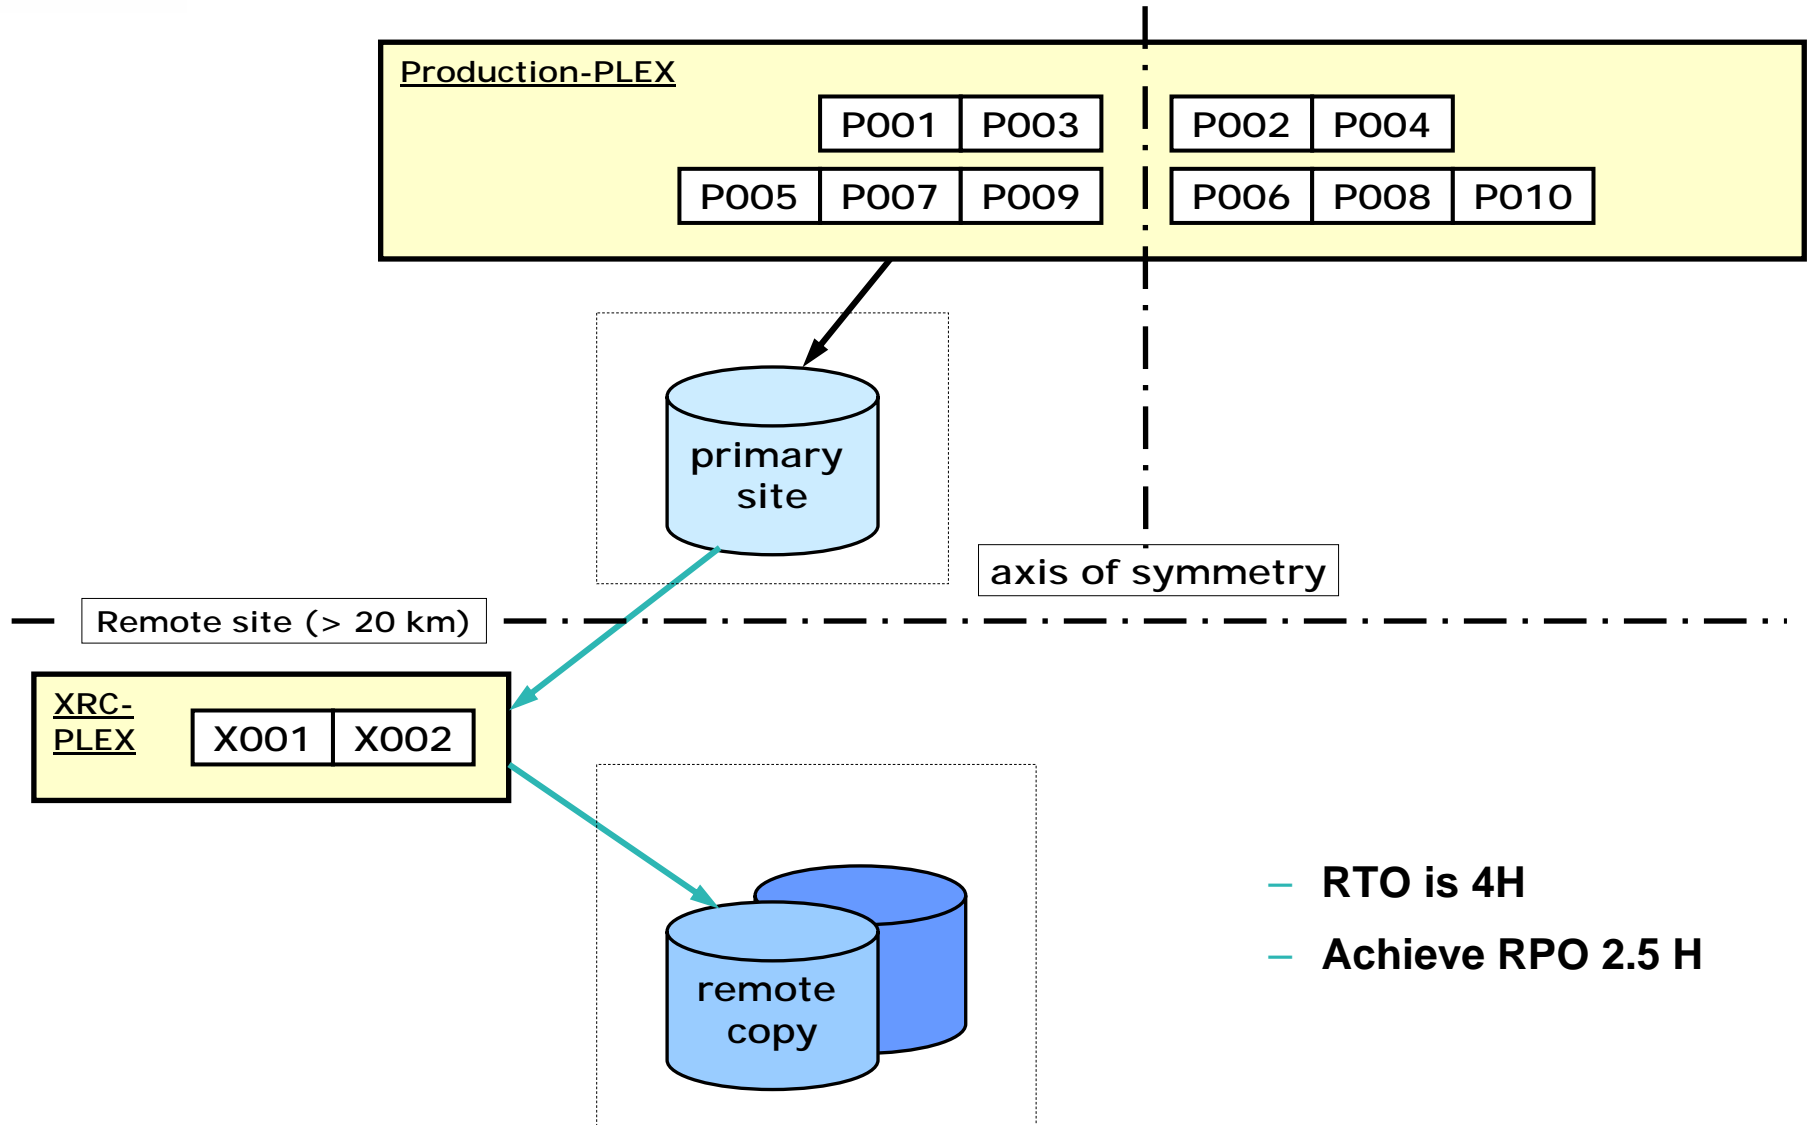 Production-PLEX
P001 P003 P002 P004
P005 P007 P009 P006 P008 P010
primary
site
axis of symmetry
Remote site (> 20 km)
XRC-
PLEX
X001 X002
remote
copy
– RTO is 4H
– Achieve RPO 2.5 H